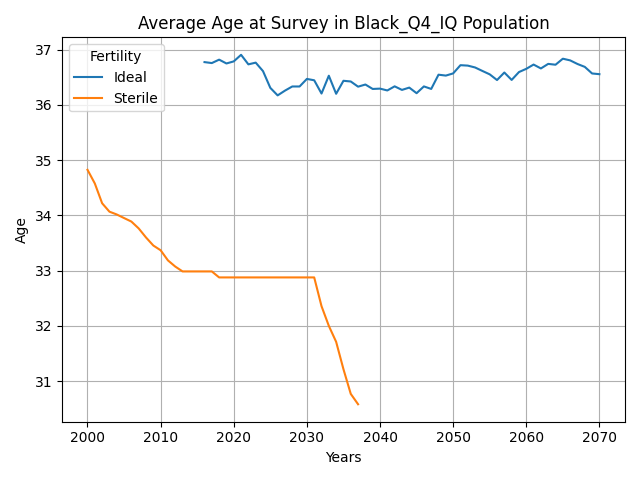 Average Age at Survey in Black_Q4_IQ Population
Fertility
Ideal
Sterile
37
36
35
34
33
32
31
Age
2000 2010 2020 2030 2040 2050 2060 2070
Years